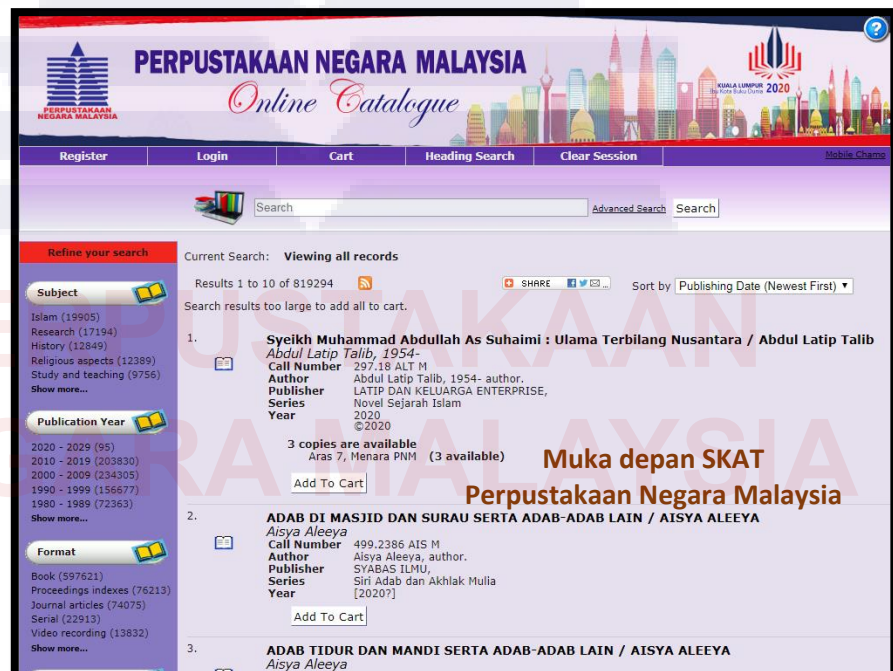 PERPUSTAKAAN NEGARA MALAYSIA
Online Catalogue
PERPUSTAKAAN
NEGARA MALAYSIA
KUALA LUMPUR 2020
Ibu Kota Buku Dunia
?
Register Login Cart Heading Search Clear Session Mobile Chamo
Search Advanced Search Search
Refine your search
Subject
Islam (19905)
Research (17194)
History (12849)
Religious aspects (12389)
Study and teaching (9756)
Show more...
Publication Year
2020 - 2029 (95)
2010 - 2019 (203830)
2000 - 2009 (234305)
1990 - 1999 (156677)
1980 - 1989 (72363)
Show more...
Format
Book (597621)
Proceedings indexes (76213)
Journal articles (74075)
Serial (22913)
Video recording (13832)
Show more...
Current Search: Viewing all records
Results 1 to 10 of 819294 SHARE ... Sort by Publishing Date (Newest First)
Search results too large to add all to cart.
1. Syeikh Muhammad Abdullah As Suhaimi : Ulama Terbilang Nusantara / Abdul Latip Talib
Abdul Latip Talib, 1954-
Call Number 297.18 ALT M
Author Abdul Latip Talib, 1954- author.
Publisher LATIP DAN KELUARGA ENTERPRISE,
Series Novel Sejarah Islam
Year 2020
©2020
3 copies are available
Aras 7, Menara PNM (3 available)
Add To Cart
Muka depan SKAT
Perpustakaan Negara Malaysia
2. ADAB DI MASJID DAN SURAU SERTA ADAB-ADAB LAIN / AISYA ALEEYA
Aisya Aleeya
Call Number 499.2386 AIS M
Author Aisya Aleeya, author.
Publisher SYABAS ILMU,
Series Siri Adab dan Akhlak Mulia
Year [2020?]
Add To Cart
3. ADAB TIDUR DAN MANDI SERTA ADAB-ADAB LAIN / AISYA ALEEYA
Aisya Aleeya